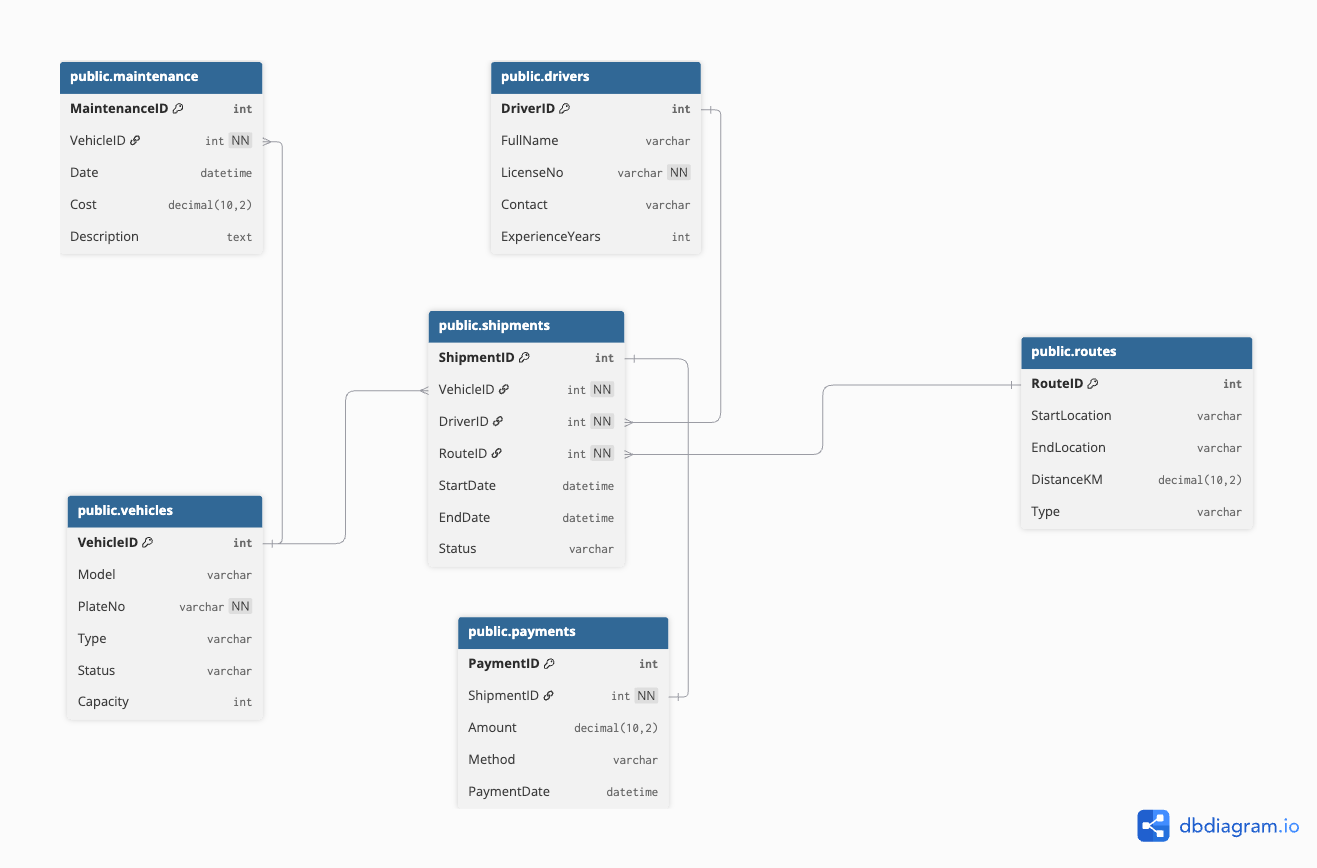 public.maintenance
MaintenanceID int
VehicleID int NN
Date datetime
Cost decimal(10,2)
Description text
public.drivers
DriverID int
FullName varchar
LicenseNo varchar NN
Contact varchar
ExperienceYears int
public.shipments
ShipmentID int
VehicleID int NN
DriverID int NN
RouteID int NN
StartDate datetime
EndDate datetime
Status varchar
public.routes
RouteID int
StartLocation varchar
EndLocation varchar
DistanceKM decimal(10,2)
Type varchar
public.vehicles
VehicleID int
Model varchar
PlateNo varchar NN
Type varchar
Status varchar
Capacity int
public.payments
PaymentID int
ShipmentID int NN
Amount decimal(10,2)
Method varchar
PaymentDate datetime
dbdiagram.io